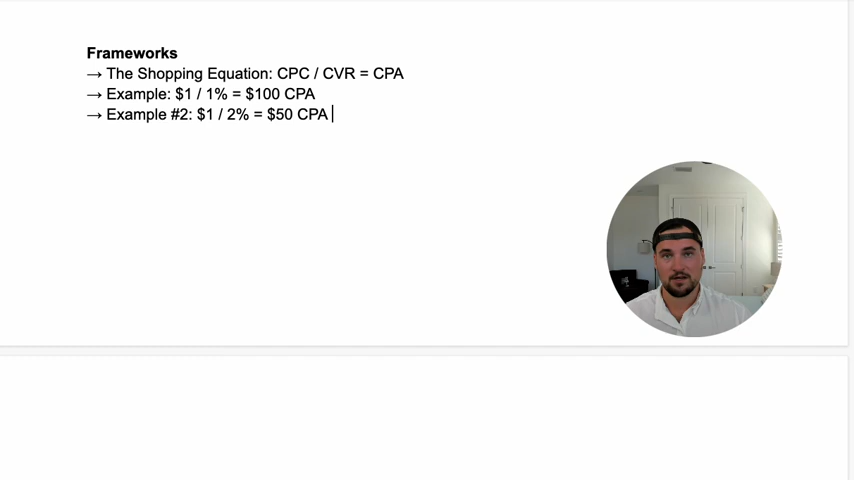 Frameworks
→ The Shopping Equation: CPC / CVR = CPA
→ Example: $1 / 1% = $100 CPA
→ Example #2: $1 / 2% = $50 CPA